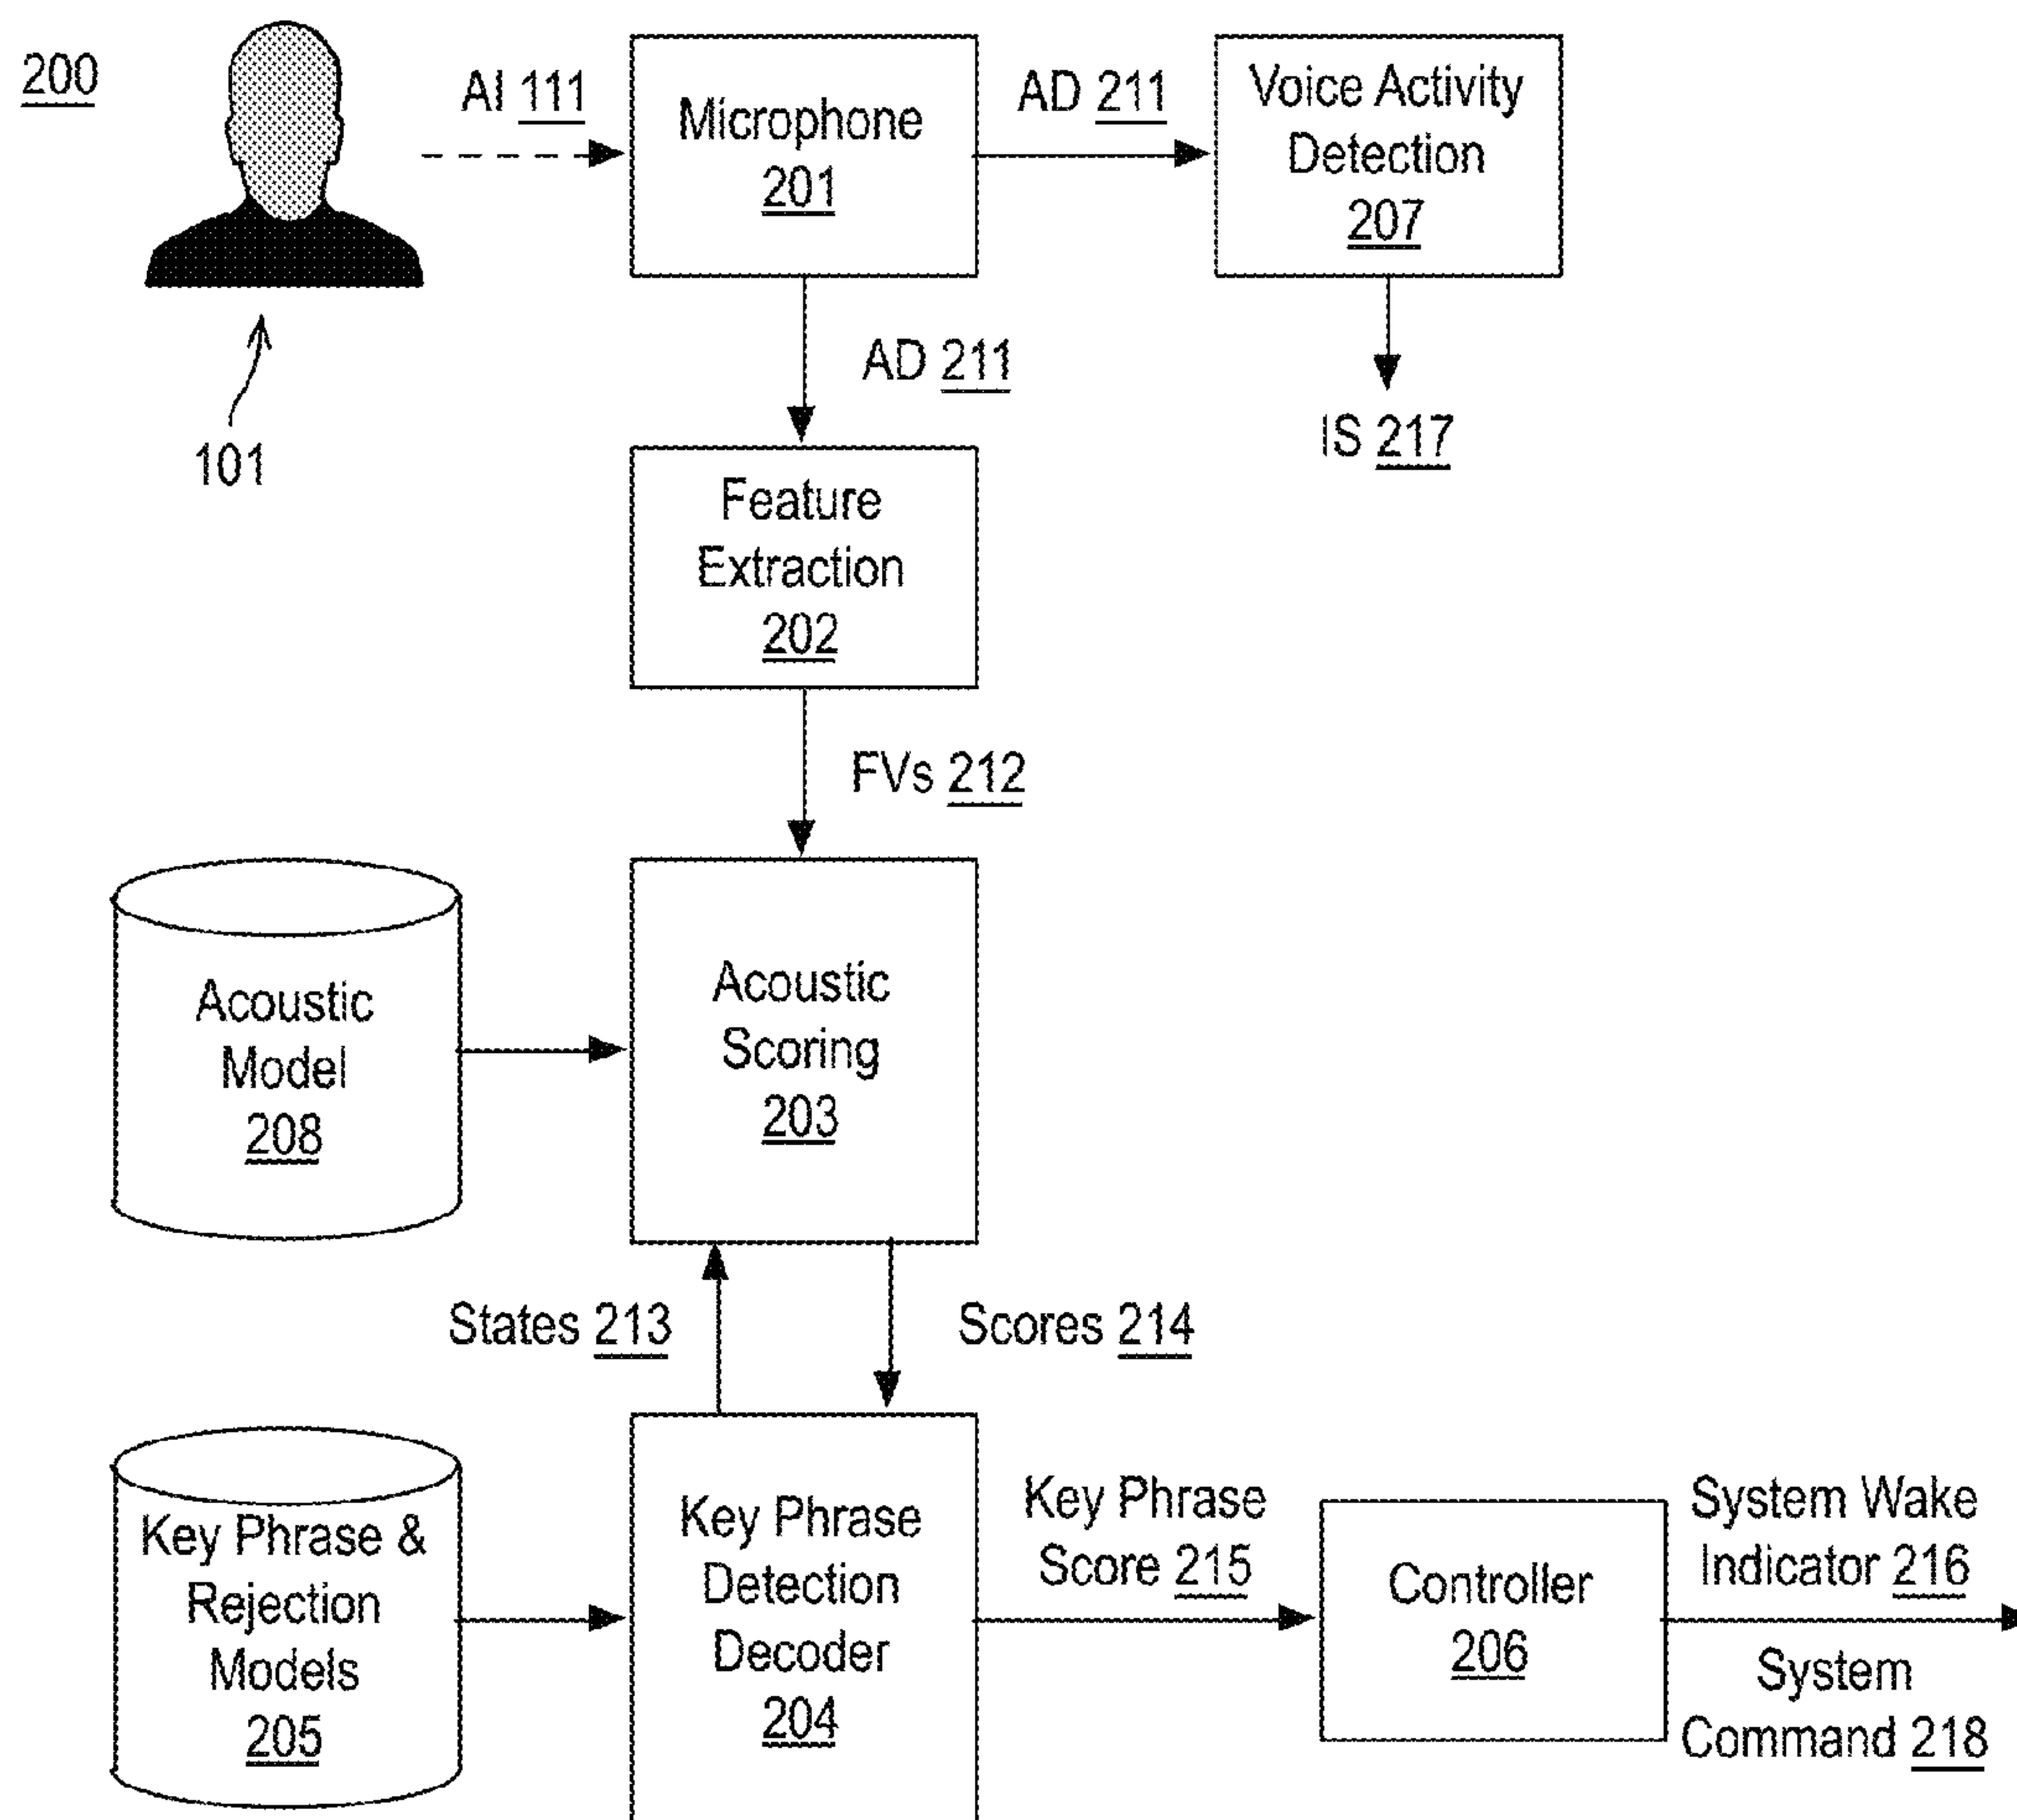 200
AI 111
Microphone
201
AD 211
Voice Activity
Detection
207
101
AD 211
IS 217
Feature
Extraction
202
FVs 212
Acoustic
Model
208
Acoustic
Scoring
203
States 213
Scores 214
Key Phrase &
Rejection
Models
205
Key Phrase
Detection
Decoder
204
Key Phrase
Score 215
Controller
206
System Wake
Indicator 216
System
Command 218